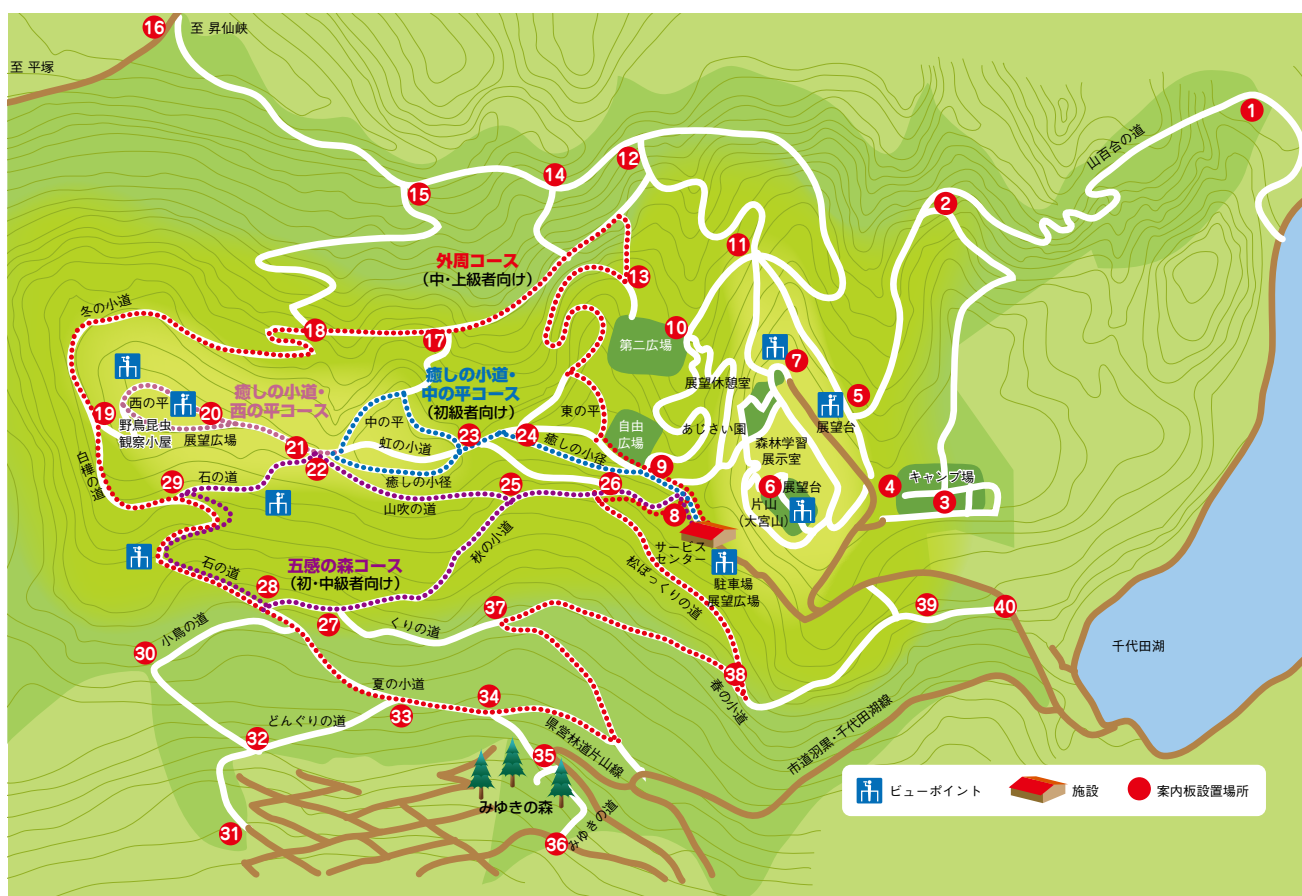 16
至 昇仙峡
至 平塚
1
山百合の道
12
14
15
2
11
外周コース
（中・上級者向け）
13
冬の小道
18
17
10
第二広場
7
展望休憩室
癒しの小道・
中の平コース
（初級者向け）
癒しの小道・
西の平コース
西の平
19
20
野鳥昆虫
観察小屋
展望広場
中の平
東の平
5
展望台
自由
広場
あじさい園
森林学習
展示室
21
22
虹の小道
23
24
癒しの小径
9
白樺の道
29
石の道
癒しの小径
山吹の道
25
26
8
6
展望台
片山
（大宮山）
4
キャンプ場
3
サービス
センター
駐車場
展望広場
秋の小道
石の道
五感の森コース
（初・中級者向け）
松ぼっくりの道
28
27
くりの道
37
39
40
30
小鳥の道
千代田湖
38
春の小道
夏の小道
34
33
どんぐりの道
32
県営林道片山線
市道羽黒・千代田湖線
35
みゆきの森
31
36
みゆきの道
ビューポイント
施設
案内板設置場所